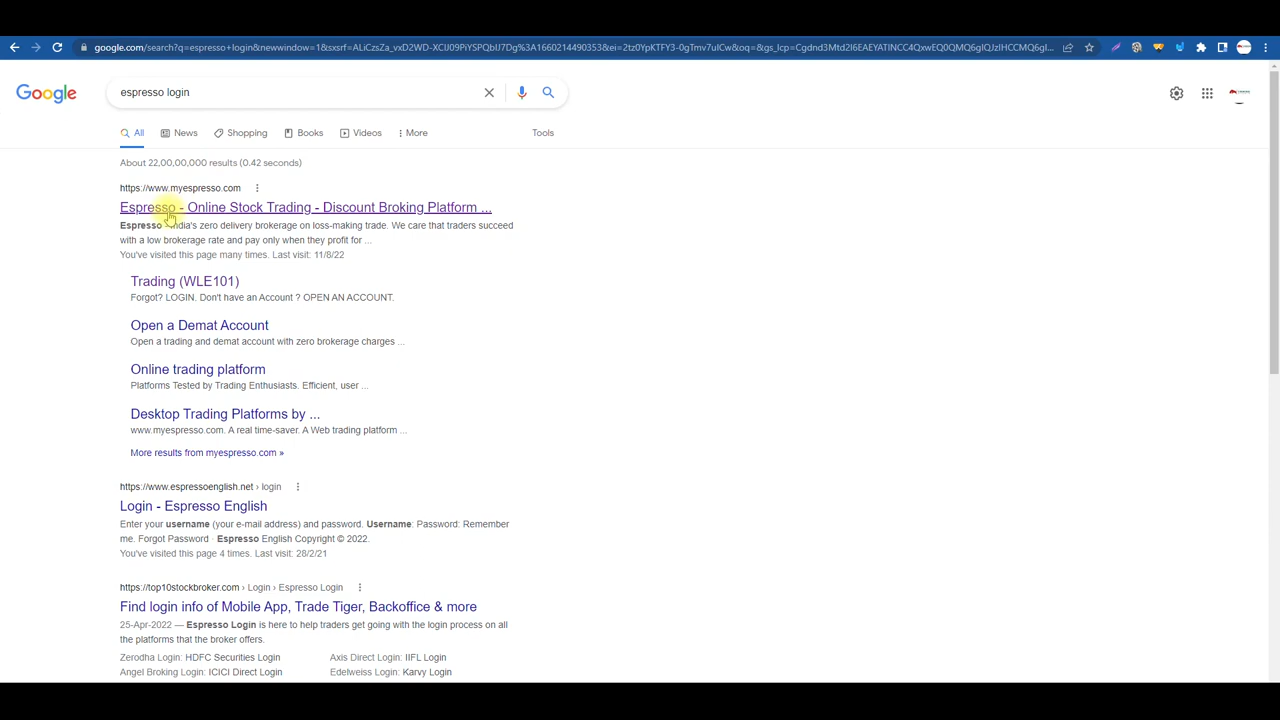 google.com/search?q=espresso+login&newwindow=1&sxsrf=ALiCzsZa_vxD2WD-XCIJ09PiYSPQbIJ7Dg%3A1660214490353&ei=2tz0YpKTFY3-0gTmv7uICw&oq=&gs_lcp=Cgdnd3Mtd2l6EAEYATINCC4QxwEQ0QMQ6gIQJzIHCCMQ6gI...
Google
espresso login
All
News
Shopping
Books
Videos
More
Tools
About 22,00,00,000 results (0.42 seconds)
https://www.myespresso.com
Espresso - Online Stock Trading - Discount Broking Platform ...
Espresso - India's zero delivery brokerage on loss-making trade. We care that traders succeed
with a low brokerage rate and pay only when they profit for ...
You've visited this page many times. Last visit: 11/8/22
Trading (WLE101)
Forgot? LOGIN. Don't have an Account ? OPEN AN ACCOUNT.
Open a Demat Account
Open a trading and demat account with zero brokerage charges ...
Online trading platform
Platforms Tested by Trading Enthusiasts. Efficient, user ...
Desktop Trading Platforms by ...
www.myespresso.com. A real time-saver. A Web trading platform ...
More results from myespresso.com »
https://www.espressoenglish.net › login
Login - Espresso English
Enter your username (your e-mail address) and password. Username: Password: Remember
me. Forgot Password · Espresso English Copyright © 2022.
You've visited this page 4 times. Last visit: 28/2/21
https://top10stockbroker.com › Login › Espresso Login
Find login info of Mobile App, Trade Tiger, Backoffice & more
25-Apr-2022 — Espresso Login is here to help traders get going with the login process on all
the platforms that the broker offers.
Zerodha Login: HDFC Securities Login
Axis Direct Login: IIFL Login
Angel Broking Login: ICICI Direct Login
Edelweiss Login: Karvy Login